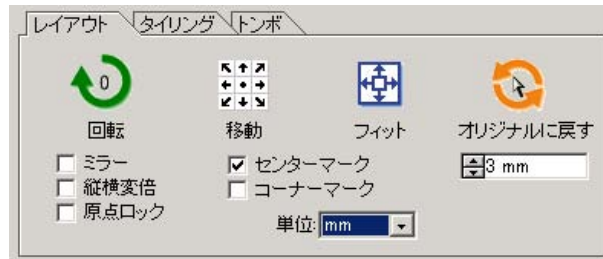 レイアウト タイリング トンボ
0
回転 移動 フィット オリジナルに戻す
ミラー センターマーク 3 mm
縦横変倍 コーナーマーク
原点ロック
単位: mm